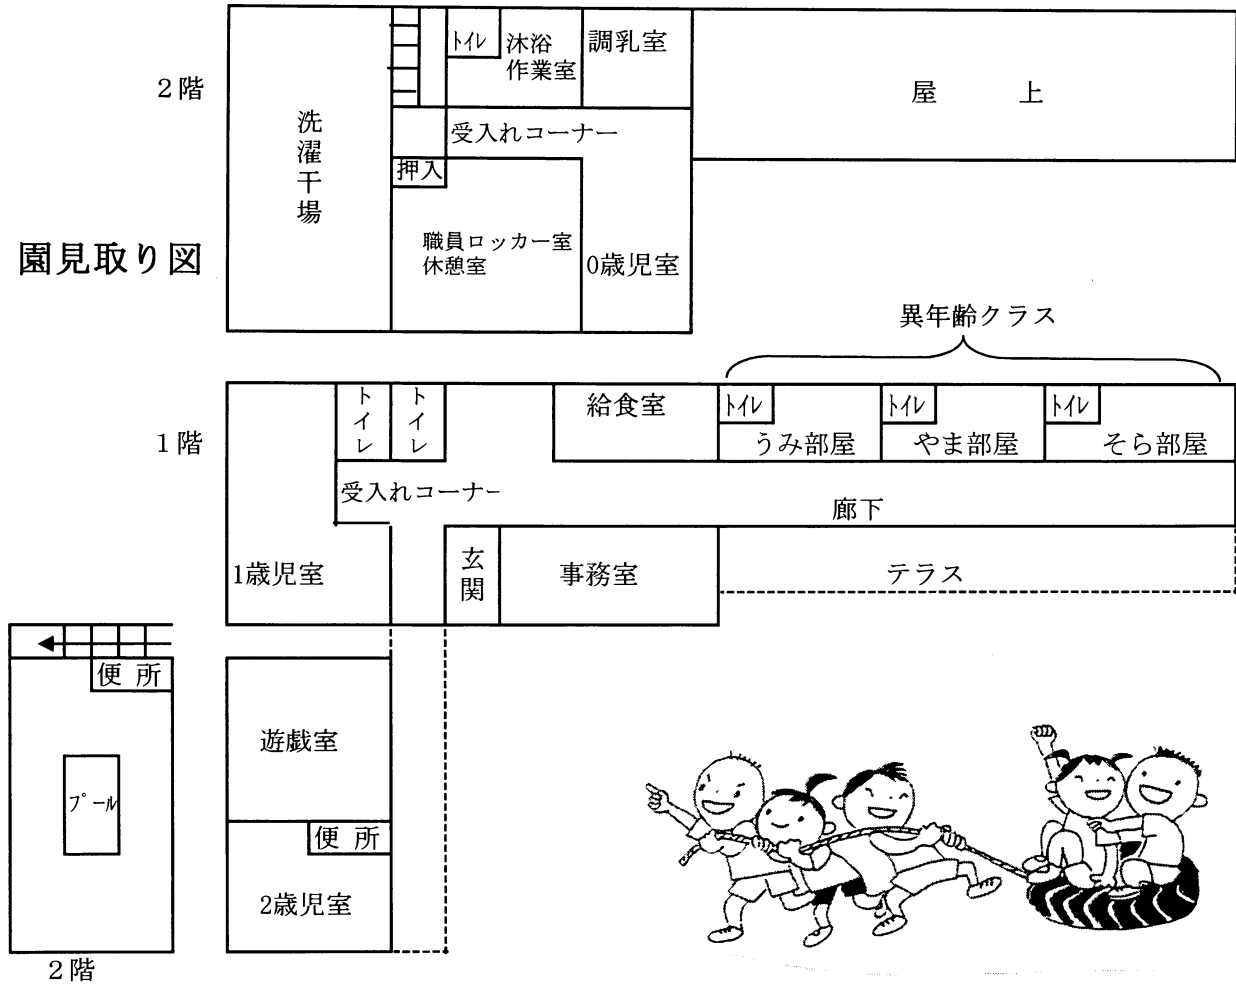 園見取り図
2階
洗濯干場
トイレ
沐浴
作業室
調乳室
屋 上
受入れコーナー
押入
職員ロッカー室
休憩室
0歳児室
異年齢クラス
1階
トイレ
トイレ
給食室
トイレ
うみ部屋
トイレ
やま部屋
トイレ
そら部屋
受入れコーナー
廊下
1歳児室
玄関
事務室
テラス
便 所
プール
2階
遊戯室
便 所
2歳児室